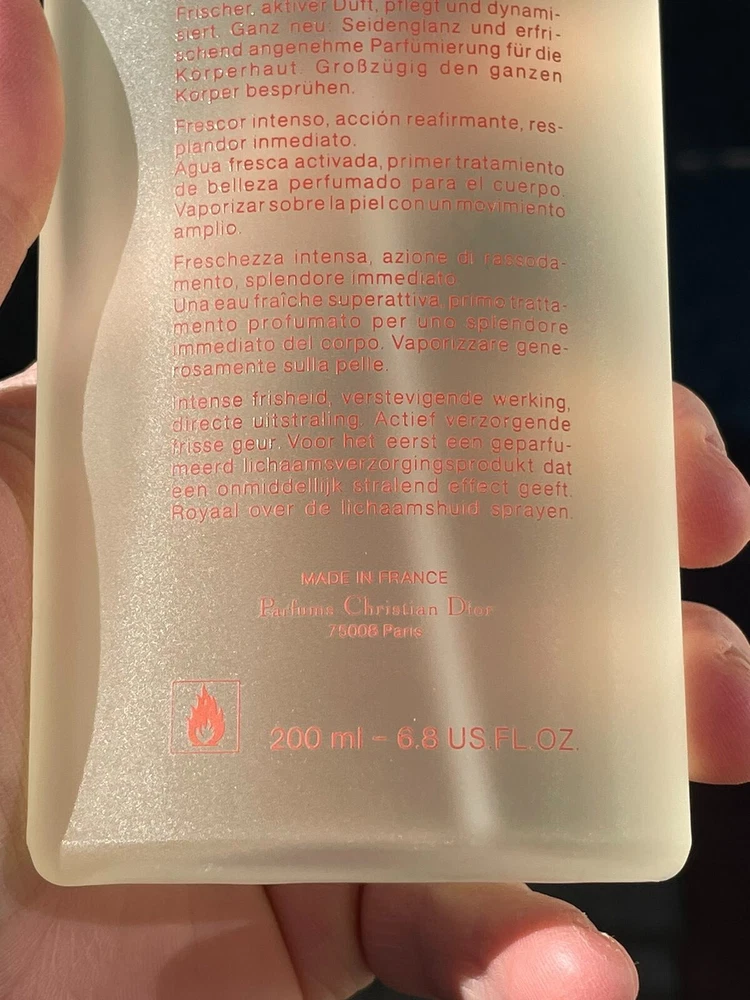 Frischer, aktiver Duft, pflegt und dynami-
siert. Ganz neu: Seidenglanz und erfri-
schend angenehme Parfümierung für die
Körperhaut. Großzügig den ganzen
Körper besprühen.
Frescor intenso, acción reafirmante, res-
plandor inmediato.
Agua fresca activada, primer tratamiento
de belleza perfumado para el cuerpo.
Vaporizar sobre la piel con un movimiento
amplio.
Freschezza intensa, azione di rassoda-
mento, splendore immediato.
Una eau fraîche superattiva, primo tratta-
mento profumato per uno splendore
immediato del corpo. Vaporizzare gene-
rosamente sulla pelle.
Intense frisheid, verstevigende werking,
directe uitstraling. Actief verzorgende
frisse geur. Voor het eerst een geparfu-
meerd lichaamsverzorgingsprodukt dat
een onmiddellijk stralend effect geeft.
Royaal over de lichaamshuid sprayen.
MADE IN FRANCE
Parfums Christian Dior
75008 Paris
200 ml - 6.8 US.FL.OZ.